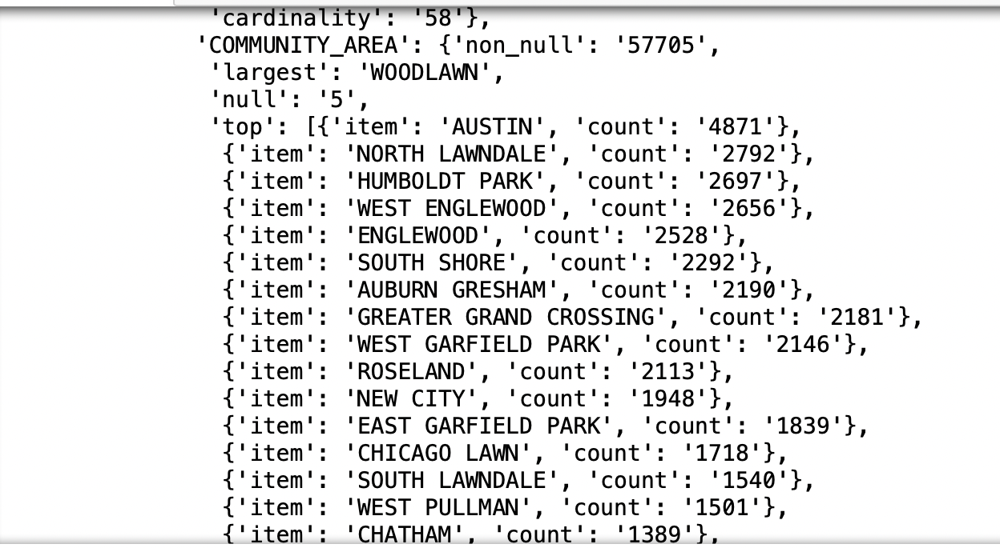 'cardinality': '58'},
'COMMUNITY_AREA': {'non_null': '57705',
'largest': 'WOODLAWN',
'null': '5',
'top': [{'item': 'AUSTIN', 'count': '4871'},
{'item': 'NORTH LAWNDALE', 'count': '2792'},
{'item': 'HUMBOLDT PARK', 'count': '2697'},
{'item': 'WEST ENGLEWOOD', 'count': '2656'},
{'item': 'ENGLEWOOD', 'count': '2528'},
{'item': 'SOUTH SHORE', 'count': '2292'},
{'item': 'AUBURN GRESHAM', 'count': '2190'},
{'item': 'GREATER GRAND CROSSING', 'count': '2181'},
{'item': 'WEST GARFIELD PARK', 'count': '2146'},
{'item': 'ROSELAND', 'count': '2113'},
{'item': 'NEW CITY', 'count': '1948'},
{'item': 'EAST GARFIELD PARK', 'count': '1839'},
{'item': 'CHICAGO LAWN', 'count': '1718'},
{'item': 'SOUTH LAWNDALE', 'count': '1540'},
{'item': 'WEST PULLMAN', 'count': '1501'},
{'item': 'CHATHAM', 'count': '1389'},